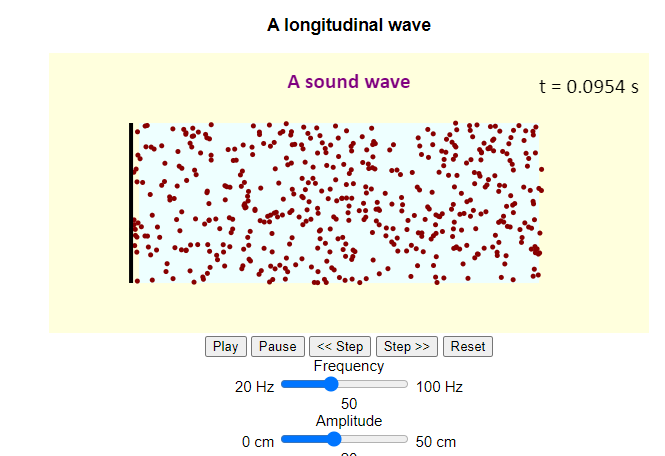 A longitudinal wave
A sound wave
t = 0.0954 s
Play Pause << Step Step >> Reset
Frequency
20 Hz 100 Hz
50
Amplitude
0 cm 50 cm